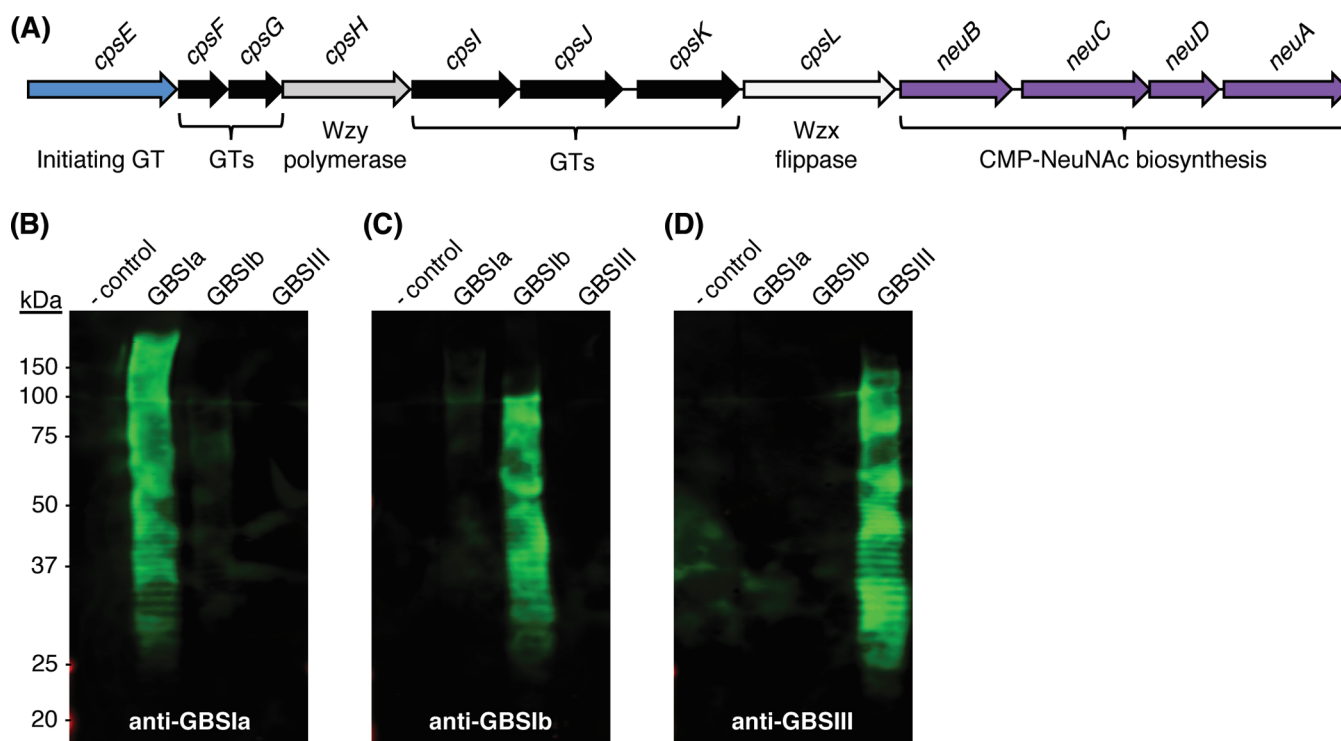 (A)
cpsE cpsF cpsG cpsH cpsI cpsJ cpsK cpsL neuB neuC neuD neuA
Initiating GT GTs Wzy polymerase GTs Wzx flippase CMP-NeuNAc biosynthesis
(B)
- control GBSIa GBSIb GBSIII
kDa
150
100
75
50
37
25
20
anti-GBSIa
(C)
- control GBSIa GBSIb GBSIII
anti-GBSIb
(D)
- control GBSIa GBSIb GBSIII
anti-GBSIII